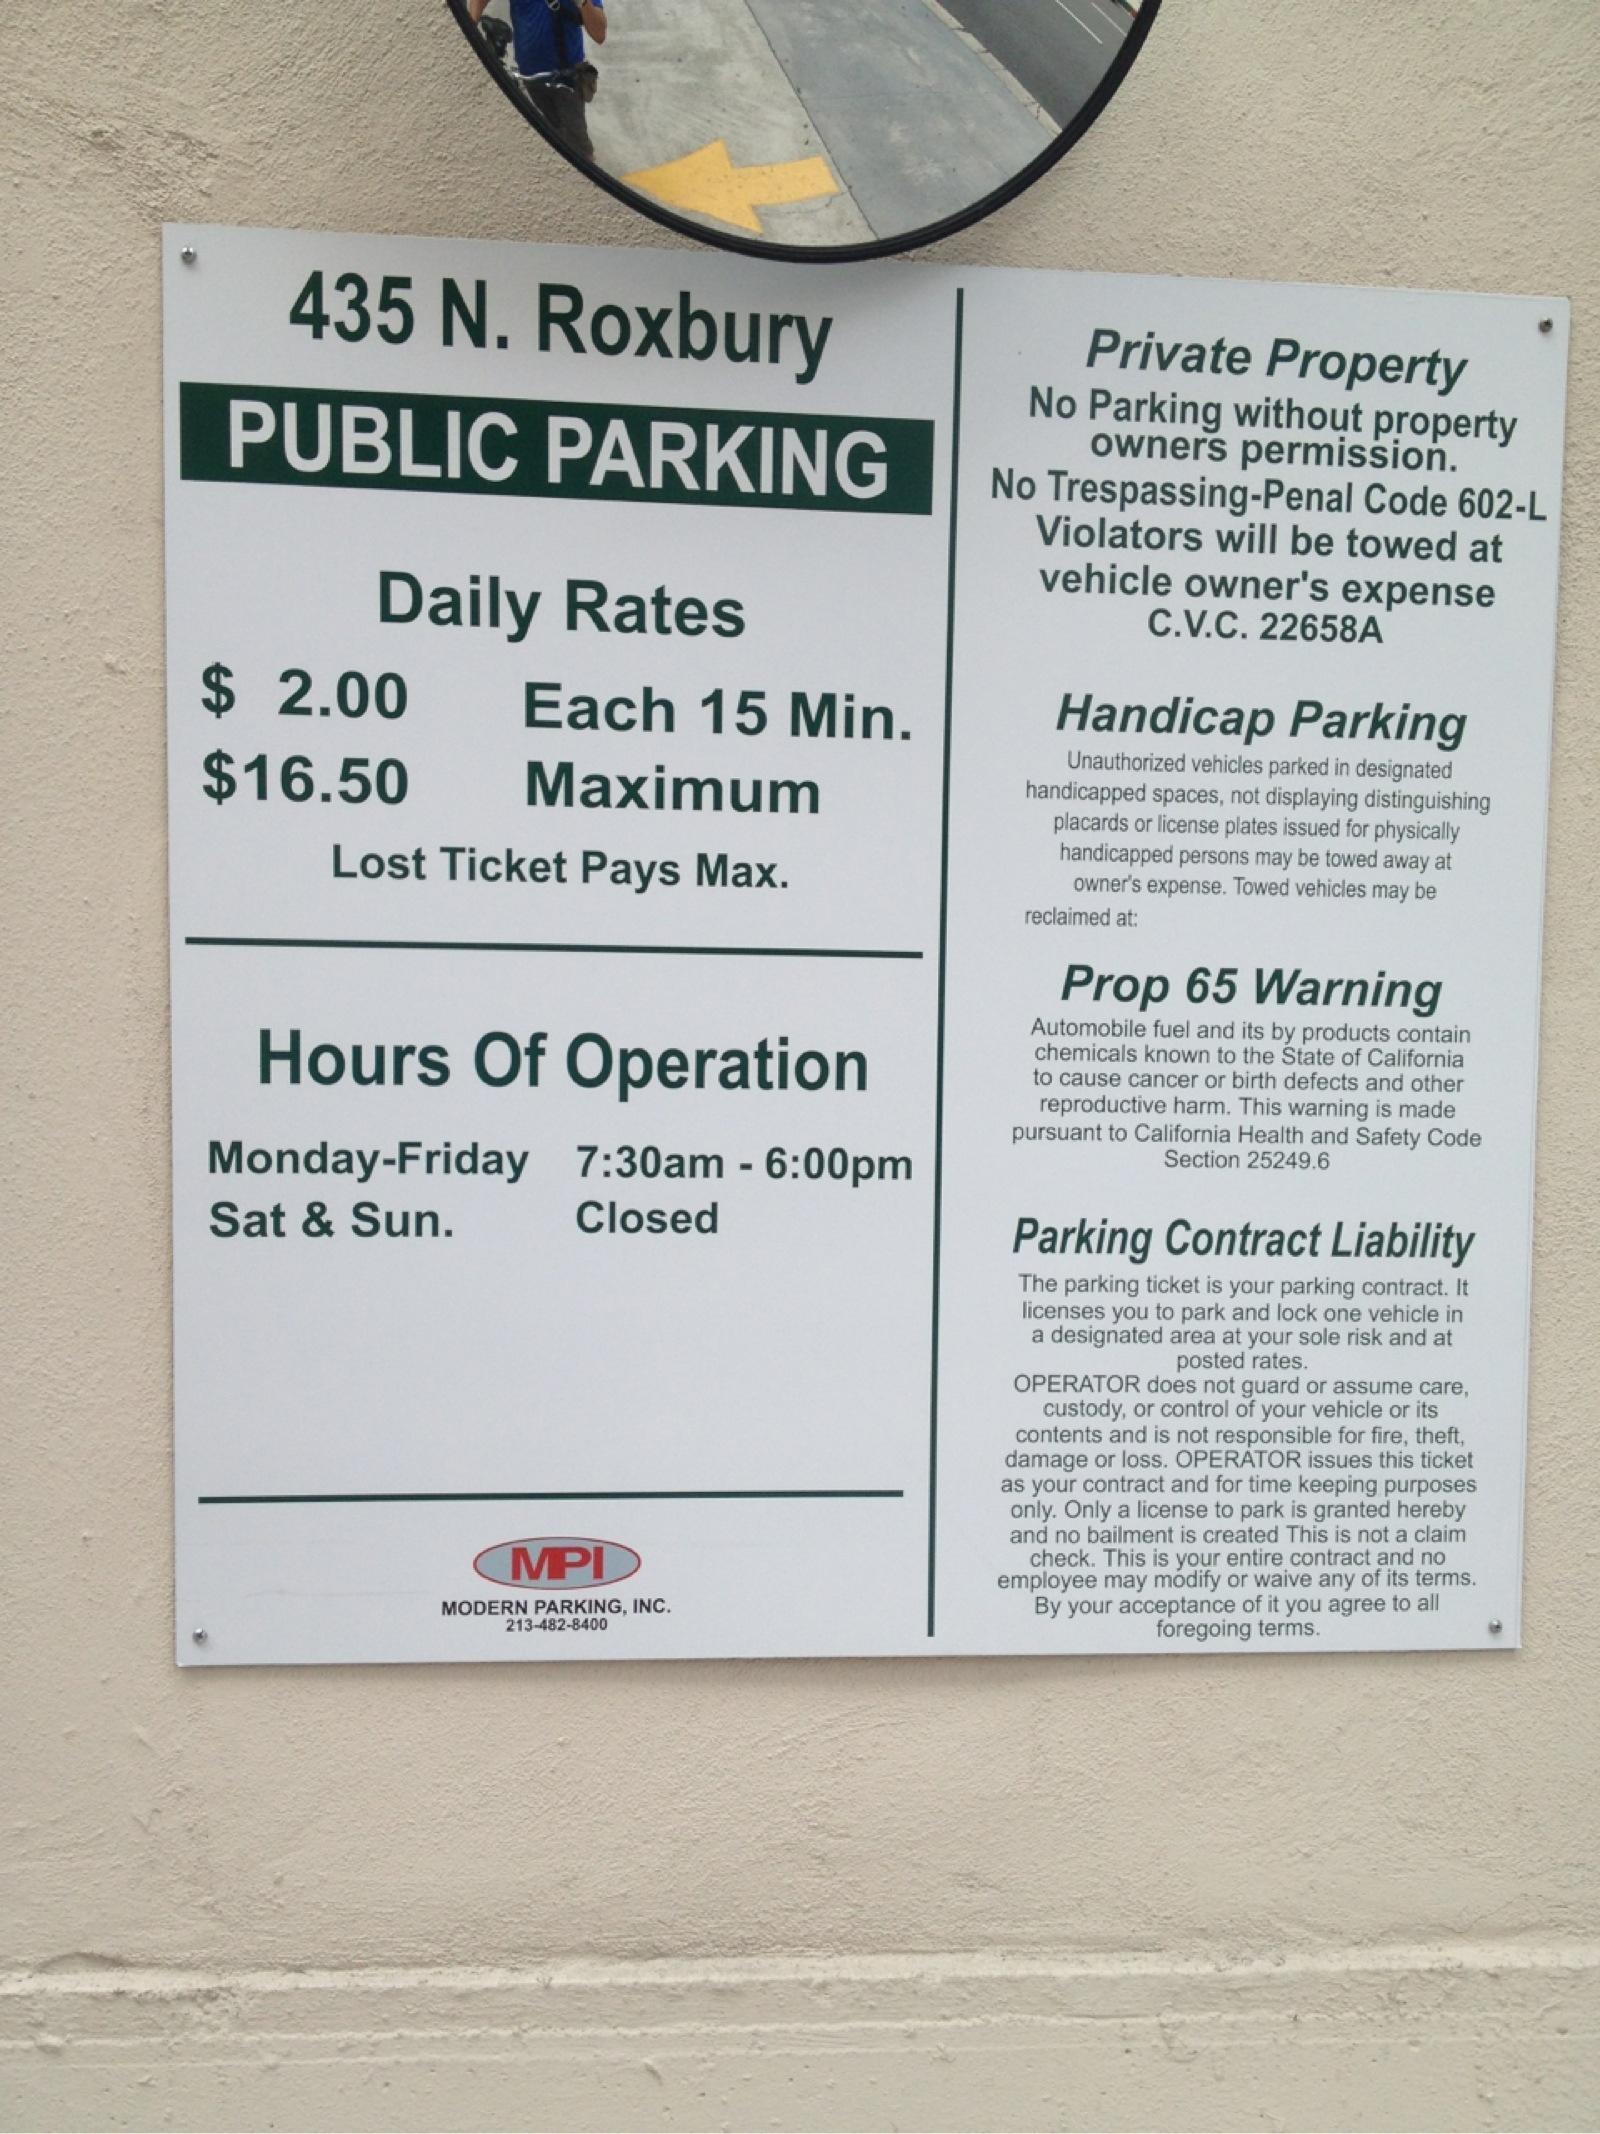 435 N. Roxbury
PUBLIC PARKING
Daily Rates
$ 2.00 Each 15 Min.
$16.50 Maximum
Lost Ticket Pays Max.
Hours Of Operation
Monday-Friday 7:30am - 6:00pm
Sat & Sun. Closed
MPI
MODERN PARKING, INC.
213-482-8400
Private Property
No Parking without property
owners permission.
No Trespassing-Penal Code 602-L
Violators will be towed at
vehicle owner's expense
C.V.C. 22658A
Handicap Parking
Unauthorized vehicles parked in designated
handicapped spaces, not displaying distinguishing
placards or license plates issued for physically
handicapped persons may be towed away at
owner's expense. Towed vehicles may be
reclaimed at:
Prop 65 Warning
Automobile fuel and its by products contain
chemicals known to the State of California
to cause cancer or birth defects and other
reproductive harm. This warning is made
pursuant to California Health and Safety Code
Section 25249.6
Parking Contract Liability
The parking ticket is your parking contract. It
licenses you to park and lock one vehicle in
a designated area at your sole risk and at
posted rates.
OPERATOR does not guard or assume care,
custody, or control of your vehicle or its
contents and is not responsible for fire, theft,
damage or loss. OPERATOR issues this ticket
as your contract and for time keeping purposes
only. Only a license to park is granted hereby
and no bailment is created This is not a claim
check. This is your entire contract and no
employee may modify or waive any of its terms.
By your acceptance of it you agree to all
foregoing terms.